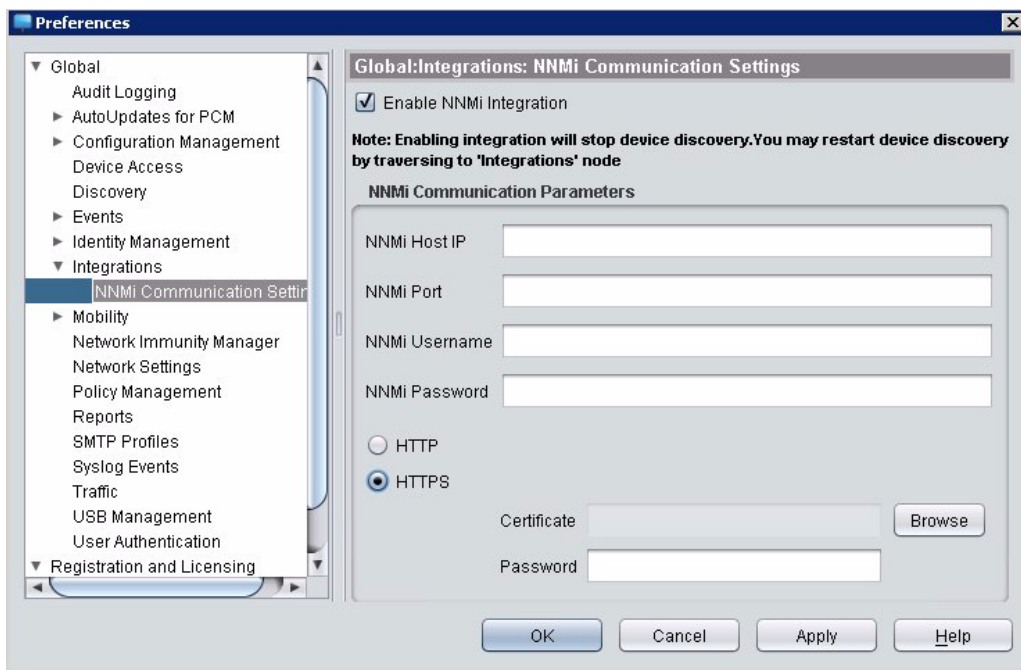 Preferences
Global
Audit Logging
AutoUpdates for PCM
Configuration Management
Device Access
Discovery
Events
Identity Management
Integrations
NNMi Communication Settin
Mobility
Network Immunity Manager
Network Settings
Policy Management
Reports
SMTP Profiles
Syslog Events
Traffic
USB Management
User Authentication
Registration and Licensing
Global:Integrations: NNMi Communication Settings
Enable NNMi Integration
Note: Enabling integration will stop device discovery.You may restart device discovery
by traversing to 'Integrations' node
NNMi Communication Parameters
NNMi Host IP
NNMi Port
NNMi Username
NNMi Password
HTTP
HTTPS
Certificate
Browse
Password
OK
Cancel
Apply
Help